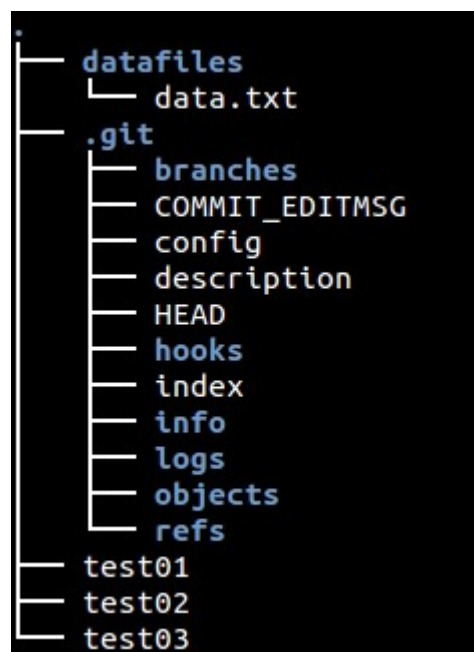 .
datafiles
data.txt
.git
branches
COMMIT_EDITMSG
config
description
HEAD
hooks
index
info
logs
objects
refs
test01
test02
test03